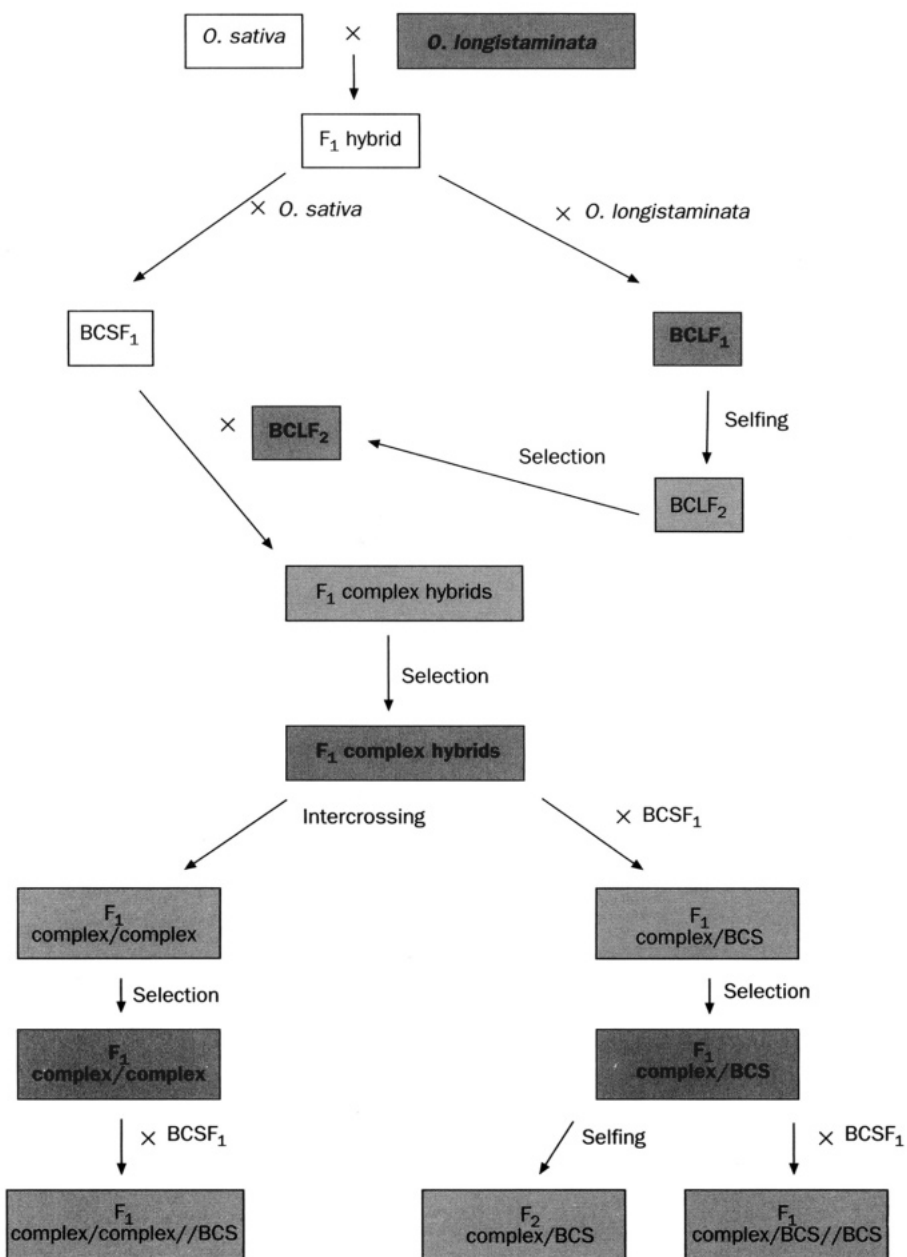 O. sativa × O. longistaminata
F₁ hybrid
× O. sativa
× O. longistaminata
BCSF₁
BCLF₁
× BCLF₂
Selfing
Selection
BCLF₂
F₁ complex hybrids
Selection
F₁ complex hybrids
Intercrossing
× BCSF₁
F₁
complex/complex
F₁
complex/BCS
Selection
Selection
F₁
complex/complex
F₁
complex/BCS
× BCSF₁
Selfing
× BCSF₁
F₁
complex/complex//BCS
F₂
complex/BCS
F₁
complex/BCS//BCS